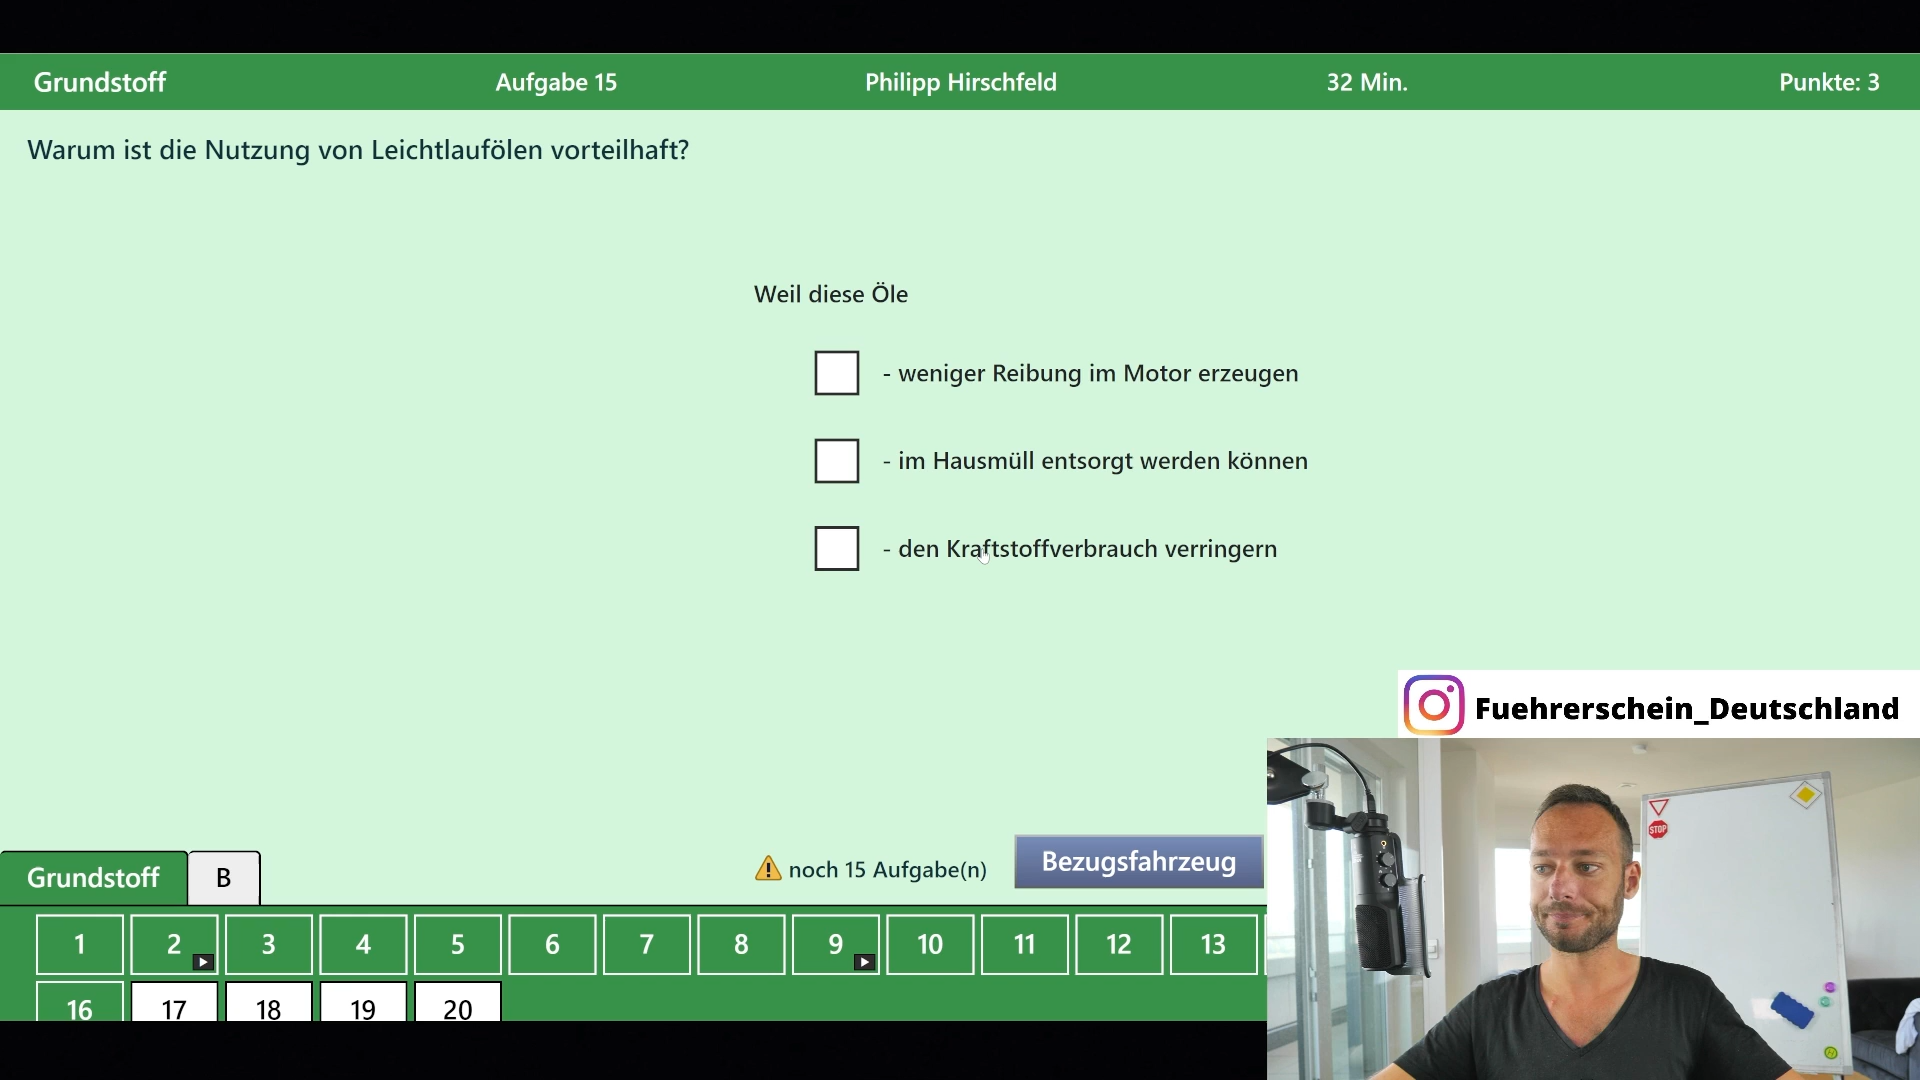 Grundstoff Aufgabe 15 Philipp Hirschfeld 32 Min. Punkte: 3
Warum ist die Nutzung von Leichtlaufölen vorteilhaft?
Weil diese Öle
- weniger Reibung im Motor erzeugen
- im Hausmüll entsorgt werden können
- den Kraftstoffverbrauch verringern
Fuehrerschein_Deutschland
STOP
Grundstoff B noch 15 Aufgabe(n) Bezugsfahrzeug
1 2 3 4 5 6 7 8 9 10 11 12 13
16 17 18 19 20